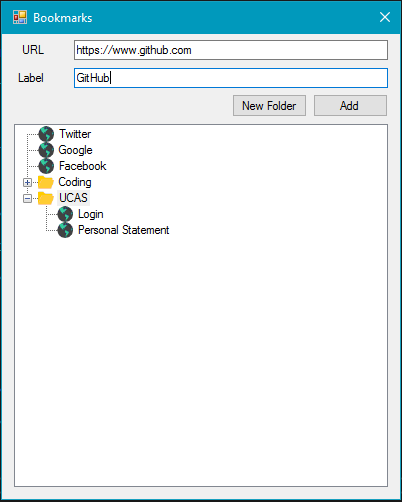 Bookmarks
URL https://www.github.com
Label GitHub
New Folder Add
Twitter
Google
Facebook
Coding
UCAS
Login
Personal Statement